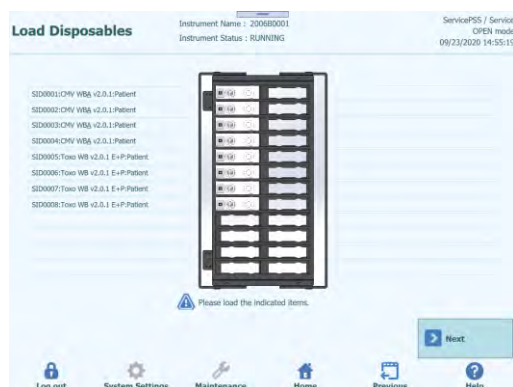 Load Disposables
Instrument Name : 200680001
Instrument Status : RUNNING
ServicePSS / Service
OPEN mode
09/23/2020 14:55:19
SID0001:CMV WBA v2.0.1:Patient
SID0002:CMV WBA v2.0.1:Patient
SID0003:CMV WBA v2.0.1:Patient
SID0004:CMV WBA v2.0.1:Patient
SID0005:Toxo WB v2.0.1 E+P:Patient
SID0006:Toxo WB v2.0.1 E+P:Patient
SID0007:Toxo WB v2.0.1 E+P:Patient
SID0008:Toxo WB v2.0.1 E+P:Patient
Please load the indicated items.
Next
Log out
System Settings
Maintenance
Home
Previous
Help